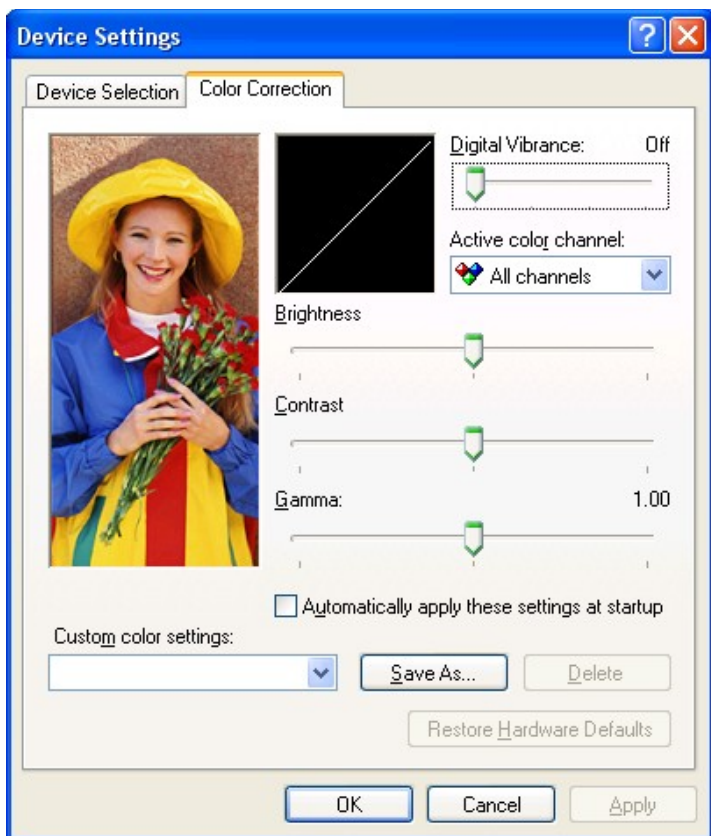 Device Settings
Device Selection
Color Correction
Digital Vibrance: Off
Active color channel:
All channels
Brightness
Contrast
Gamma: 1.00
Automatically apply these settings at startup
Custom color settings:
Save As...
Delete
Restore Hardware Defaults
OK
Cancel
Apply